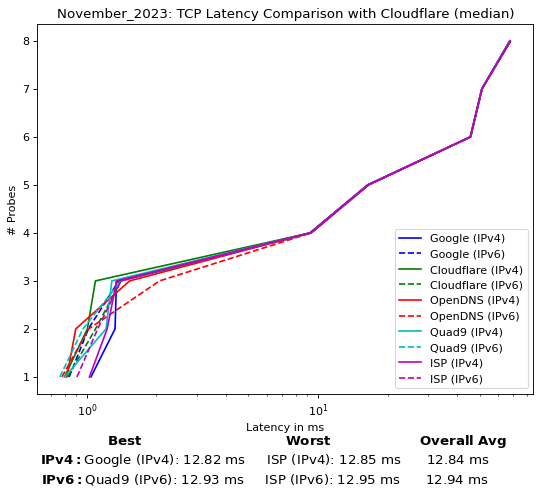 November_2023: TCP Latency Comparison with Cloudflare (median)
# Probes
8
7
6
5
4
3
2
1
Google (IPv4)
Google (IPv6)
Cloudflare (IPv4)
Cloudflare (IPv6)
OpenDNS (IPv4)
OpenDNS (IPv6)
Quad9 (IPv4)
Quad9 (IPv6)
ISP (IPv4)
ISP (IPv6)
10⁰ 10¹
Latency in ms
Best Worst Overall Avg
IPv4: Google (IPv4): 12.82 ms ISP (IPv4): 12.85 ms 12.84 ms
IPv6: Quad9 (IPv6): 12.93 ms ISP (IPv6): 12.95 ms 12.94 ms